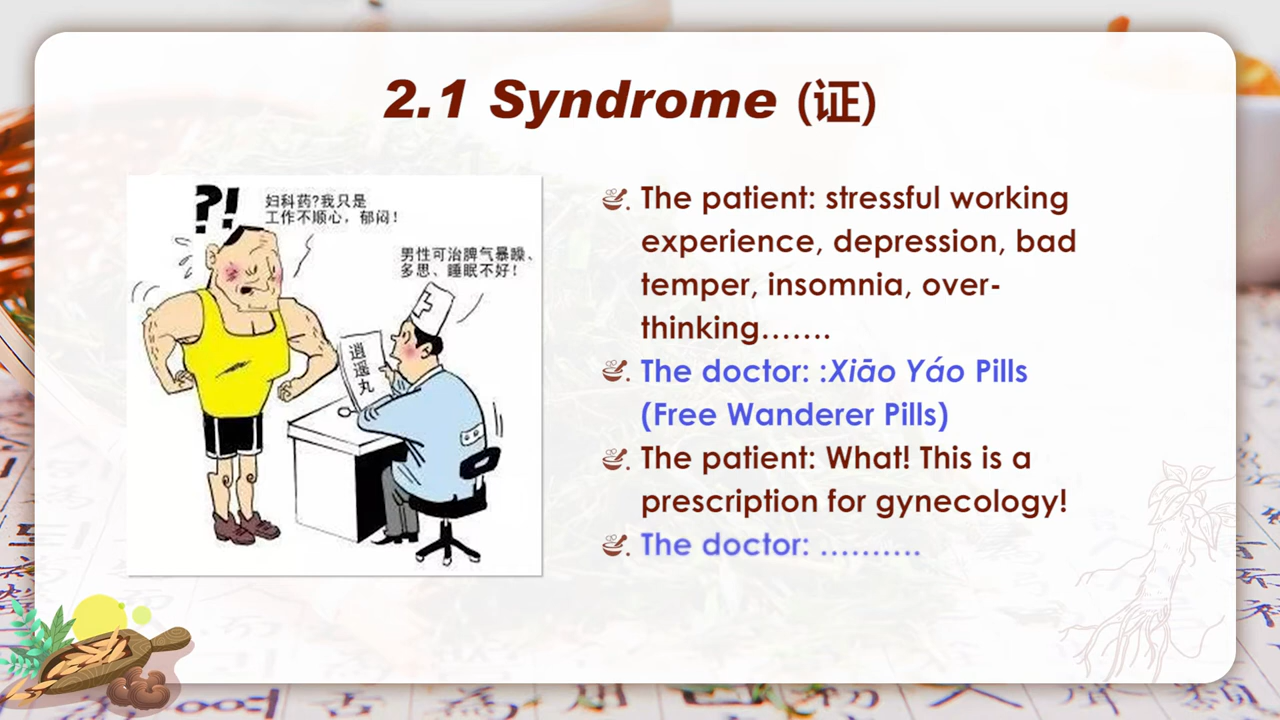 2.1 Syndrome (证)
?!
妇科药?我只是
工作不顺心，郁闷！
男性可治脾气暴躁、
多思、睡眠不好！
逍遥丸
The patient: stressful working
experience, depression, bad
temper, insomnia, over-
thinking.......
The doctor: :Xiāo Yáo Pills
(Free Wanderer Pills)
The patient: What! This is a
prescription for gynecology!
The doctor: ..........